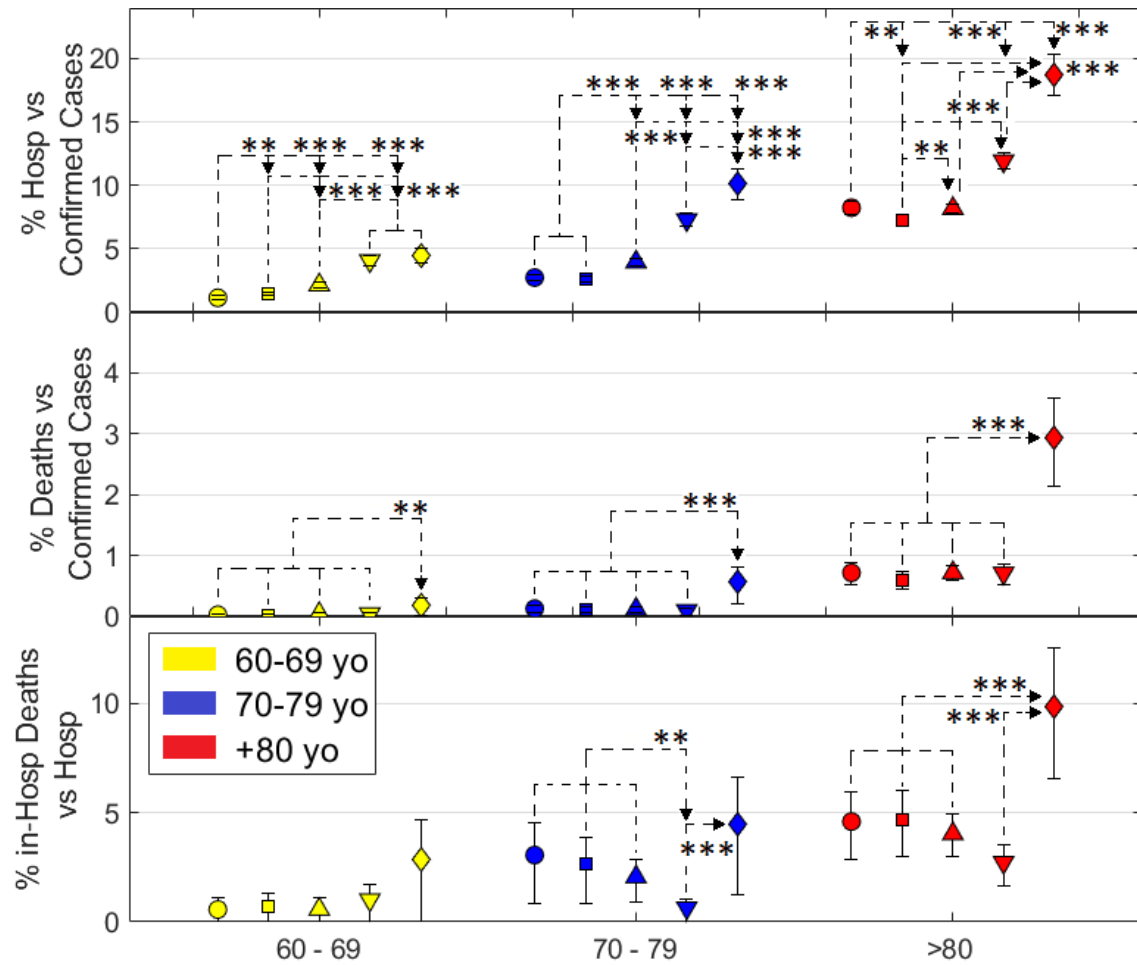 % Hosp vs
Confirmed Cases
20
15
10
5
0
** *** ***
*** ***
*** *** ***
*** ***
***
** *** ***
***
***
**
% Deaths vs
Confirmed Cases
4
3
2
1
0
**
***
***
% in-Hosp Deaths
vs Hosp
10
5
0
60-69 yo
70-79 yo
+80 yo
**
***
***
***
60 - 69
70 - 79
>80